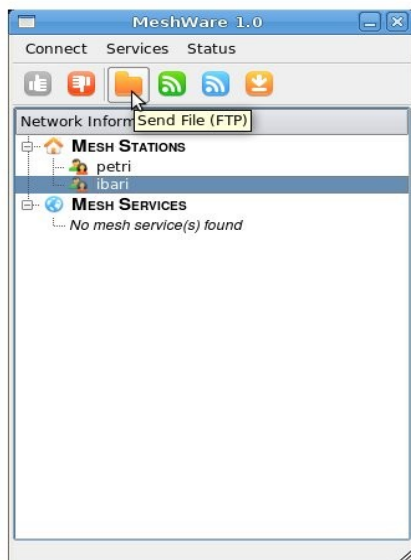 MeshWare 1.0
Connect Services Status
Send File (FTP)
Network Inform
MESH STATIONS
petri
ibari
MESH SERVICES
No mesh service(s) found